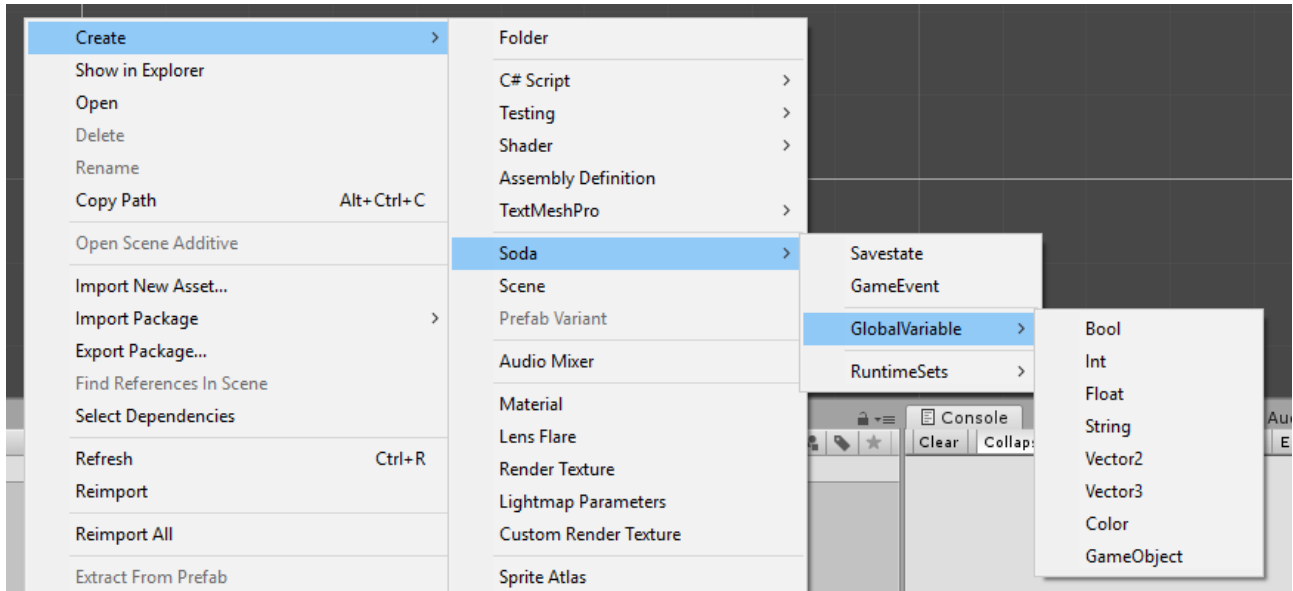 Create
Show in Explorer
Open
Delete
Rename
Copy Path Alt+Ctrl+C
Open Scene Additive
Import New Asset...
Import Package
Export Package...
Find References In Scene
Select Dependencies
Refresh Ctrl+R
Reimport
Reimport All
Extract From Prefab
Folder
C# Script
Testing
Shader
Assembly Definition
TextMeshPro
Soda
Scene
Prefab Variant
Audio Mixer
Material
Lens Flare
Render Texture
Lightmap Parameters
Custom Render Texture
Sprite Atlas
Savestate
GameEvent
GlobalVariable
RuntimeSets
Bool
Int
Float
String
Vector2
Vector3
Color
GameObject
Console
Clear